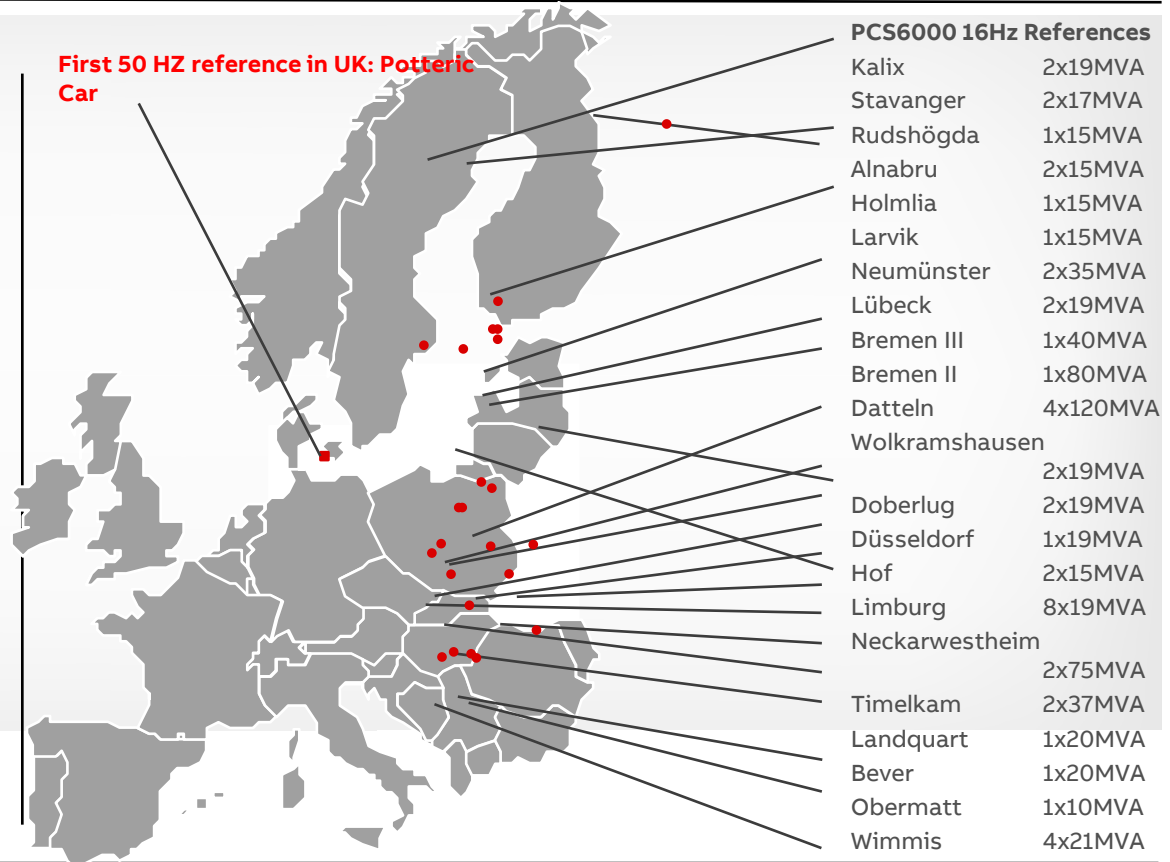 First 50 HZ reference in UK: Potteric
Car
PCS6000 16Hz References
Kalix 2x19MVA
Stavanger 2x17MVA
Rudshögda 1x15MVA
Alnabru 2x15MVA
Holmlia 1x15MVA
Larvik 1x15MVA
Neumünster 2x35MVA
Lübeck 2x19MVA
Bremen III 1x40MVA
Bremen II 1x80MVA
Datteln 4x120MVA
Wolkramshausen
2x19MVA
Doberlug 2x19MVA
Düsseldorf 1x19MVA
Hof 2x15MVA
Limburg 8x19MVA
Neckarwestheim
2x75MVA
Timelkam 2x37MVA
Landquart 1x20MVA
Bever 1x20MVA
Obermatt 1x10MVA
Wimmis 4x21MVA